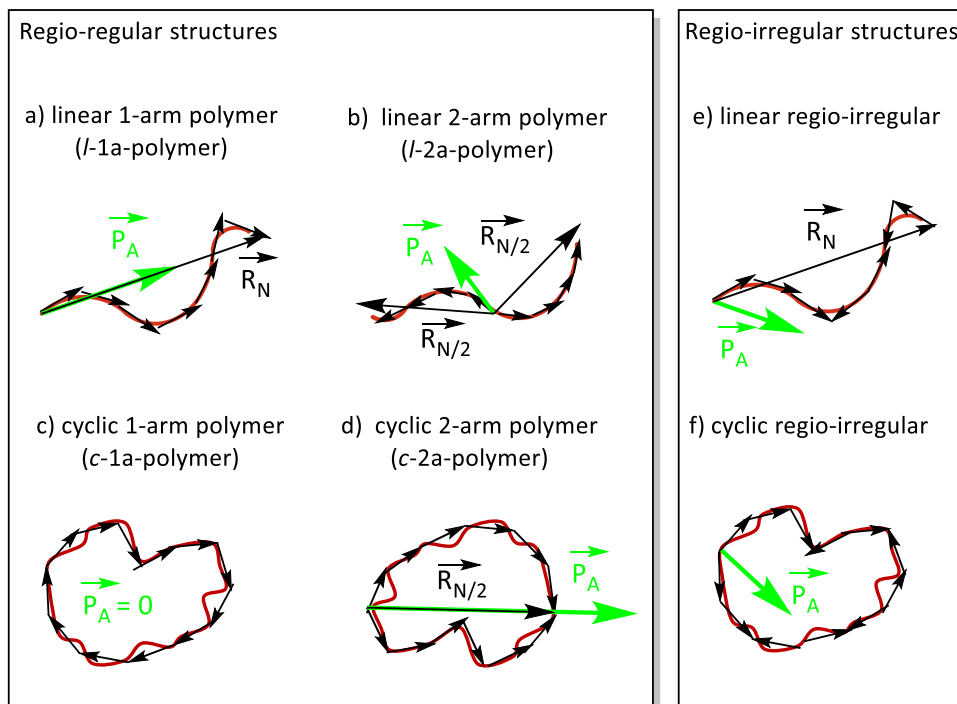 Regio-regular structures
a) linear 1-arm polymer
(l-1a-polymer)
P_A
R_N
b) linear 2-arm polymer
(l-2a-polymer)
P_A
R_N/2
R_N/2
c) cyclic 1-arm polymer
(c-1a-polymer)
P_A = 0
d) cyclic 2-arm polymer
(c-2a-polymer)
R_N/2
P_A
Regio-irregular structures
e) linear regio-irregular
R_N
P_A
f) cyclic regio-irregular
P_A